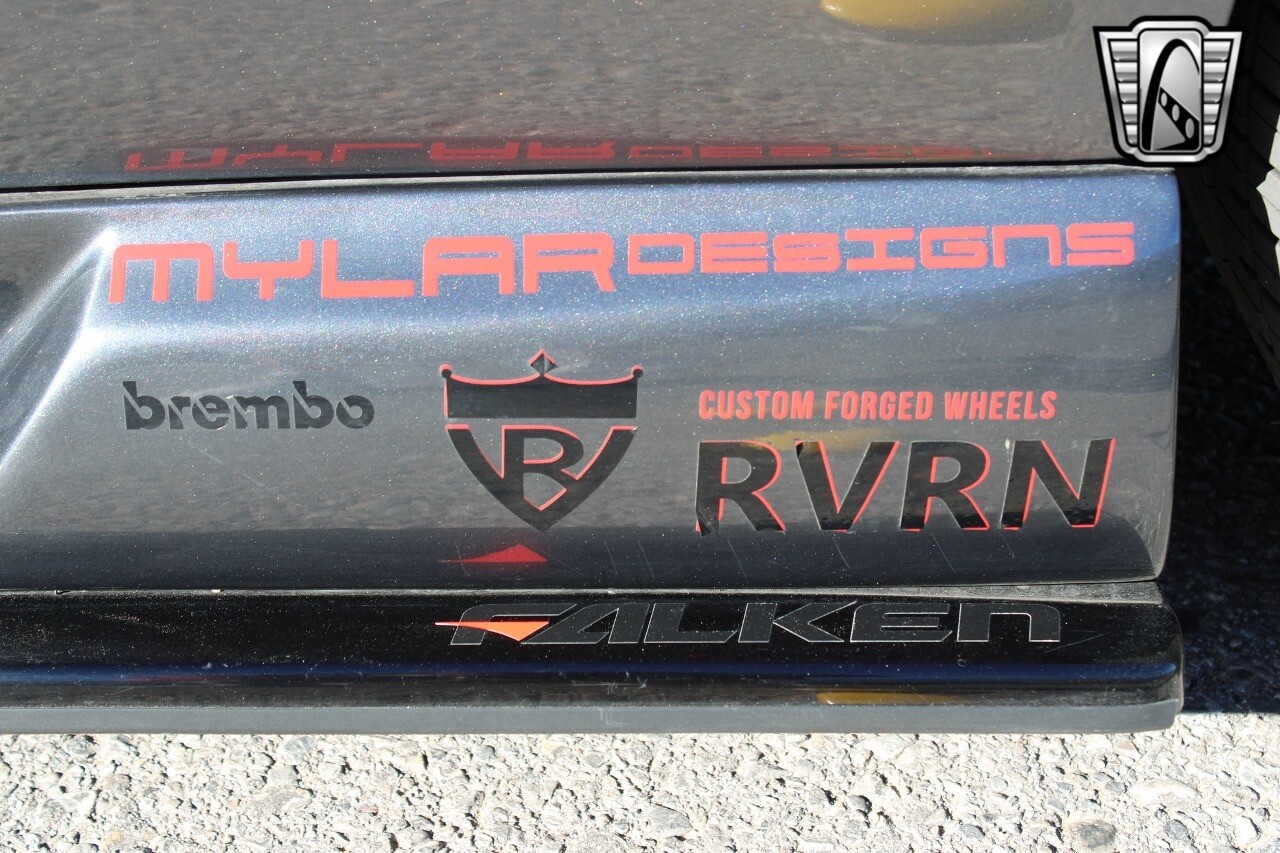 MYLAR DESIGNS
brembo
R
CUSTOM FORGED WHEELS
RVRN
FALKEN